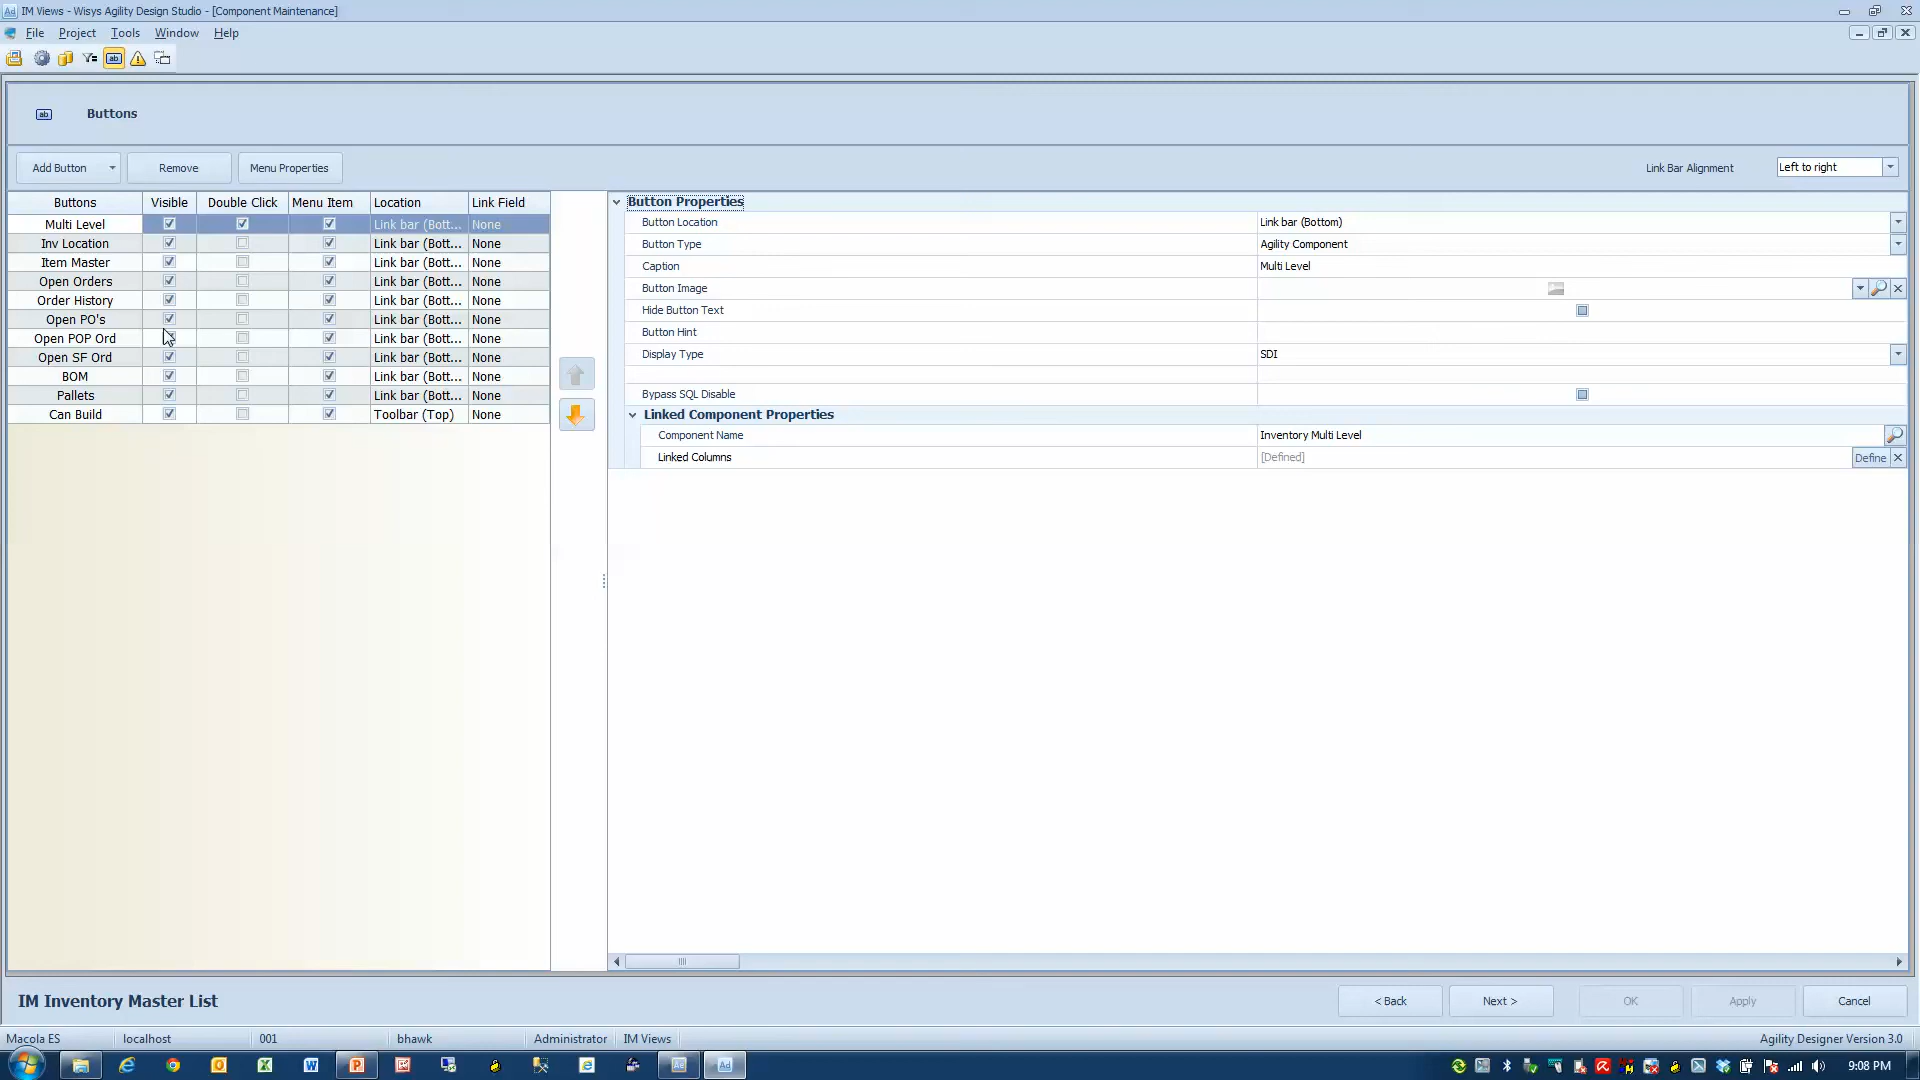 IM Views - Wisys Agility Design Studio - [Component Maintenance]
File Project Tools Window Help
Buttons
Add Button Remove Menu Properties Link Bar Alignment Left to right
Buttons Visible Double Click Menu Item Location Link Field
Multi Level Link bar (Bott... None
Inv Location Link bar (Bott... None
Item Master Link bar (Bott... None
Open Orders Link bar (Bott... None
Order History Link bar (Bott... None
Open PO's Link bar (Bott... None
Open POP Ord Link bar (Bott... None
Open SF Ord Link bar (Bott... None
BOM Link bar (Bott... None
Pallets Link bar (Bott... None
Can Build Toolbar (Top) None
Button Properties
Button Location Link bar (Bottom)
Button Type Agility Component
Caption Multi Level
Button Image
Hide Button Text
Button Hint
Display Type SDI
Bypass SQL Disable
Linked Component Properties
Component Name Inventory Multi Level
Linked Columns [Defined] Define
IM Inventory Master List < Back Next > OK Apply Cancel
Macola ES localhost 001 bhawk Administrator IM Views Agility Designer Version 3.0
9:08 PM